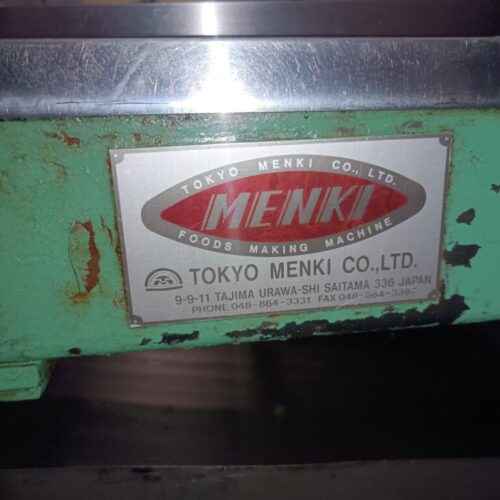 TOKYO MENKI CO., LTD.
MENKI
FOODS MAKING MACHINE
TOKYO MENKI CO.,LTD.
9-9-11 TAJIMA URAWA-SHI SAITAMA 336 JAPAN
PHONE 048-864-3331 FAX